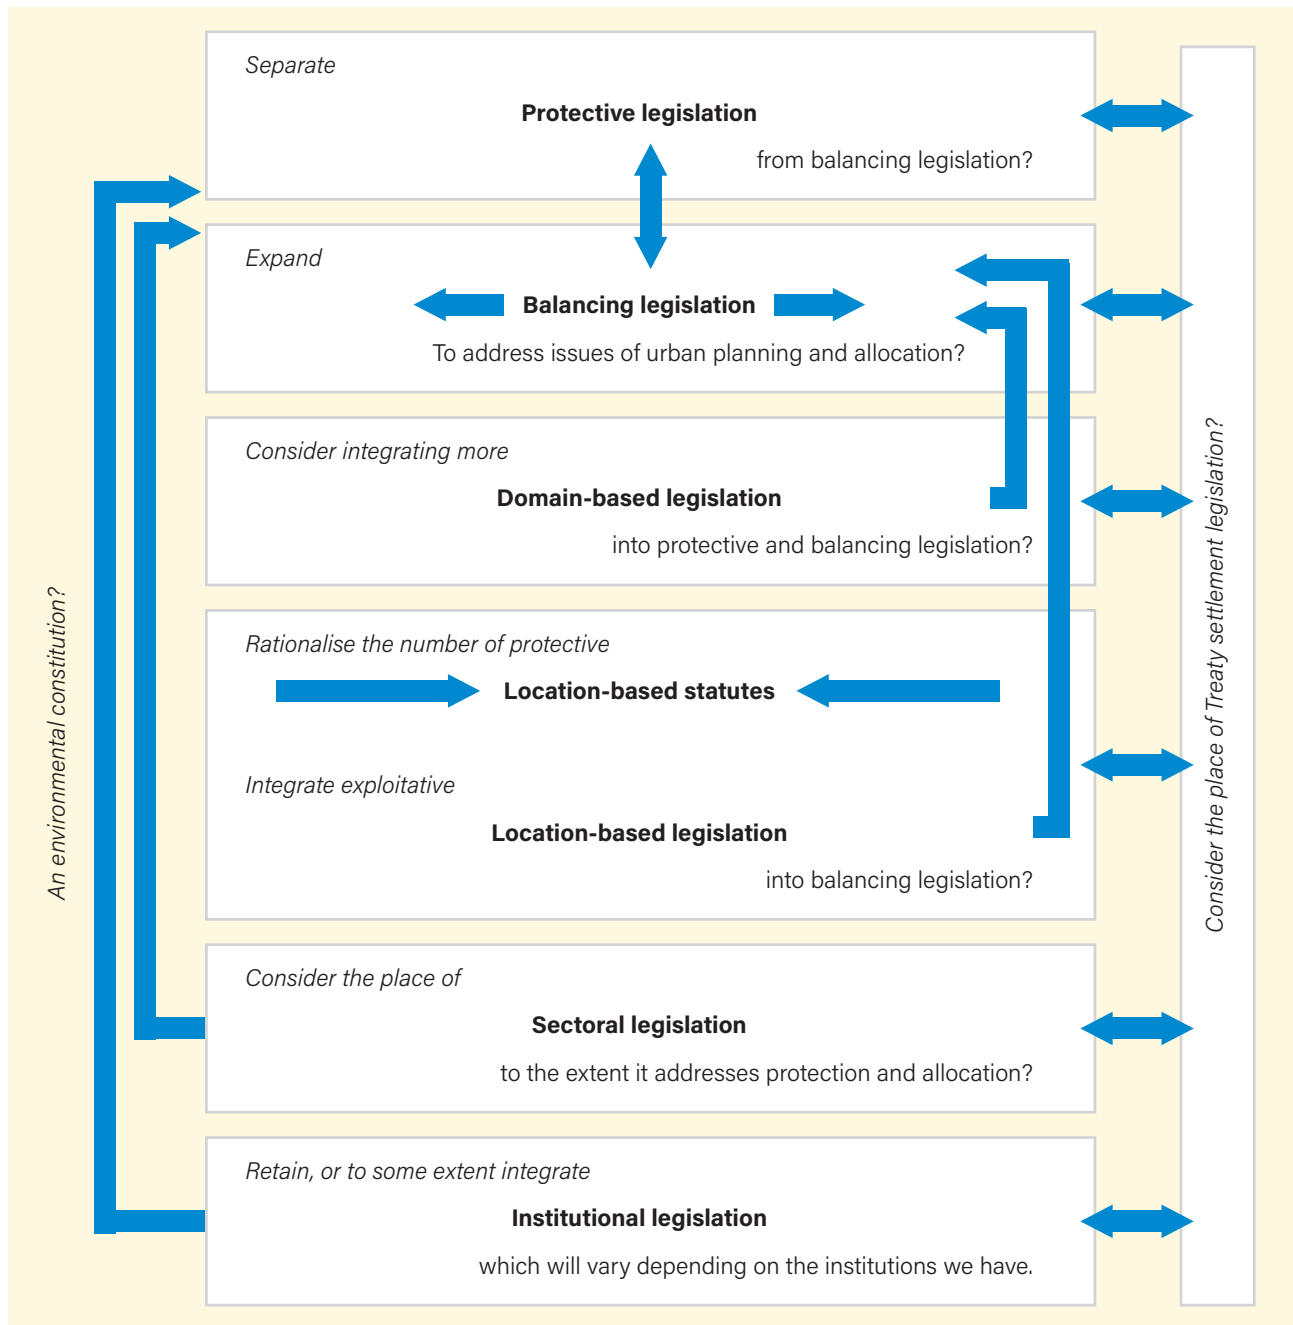 Separate
Protective legislation
from balancing legislation?
Expand
Balancing legislation
To address issues of urban planning and allocation?
Consider integrating more
Domain-based legislation
into protective and balancing legislation?
Rationalise the number of protective
Location-based statutes
Integrate exploitative
Location-based legislation
into balancing legislation?
Consider the place of
Sectoral legislation
to the extent it addresses protection and allocation?
Retain, or to some extent integrate
Institutional legislation
which will vary depending on the institutions we have.
An environmental constitution?
Consider the place of Treaty settlement legislation?